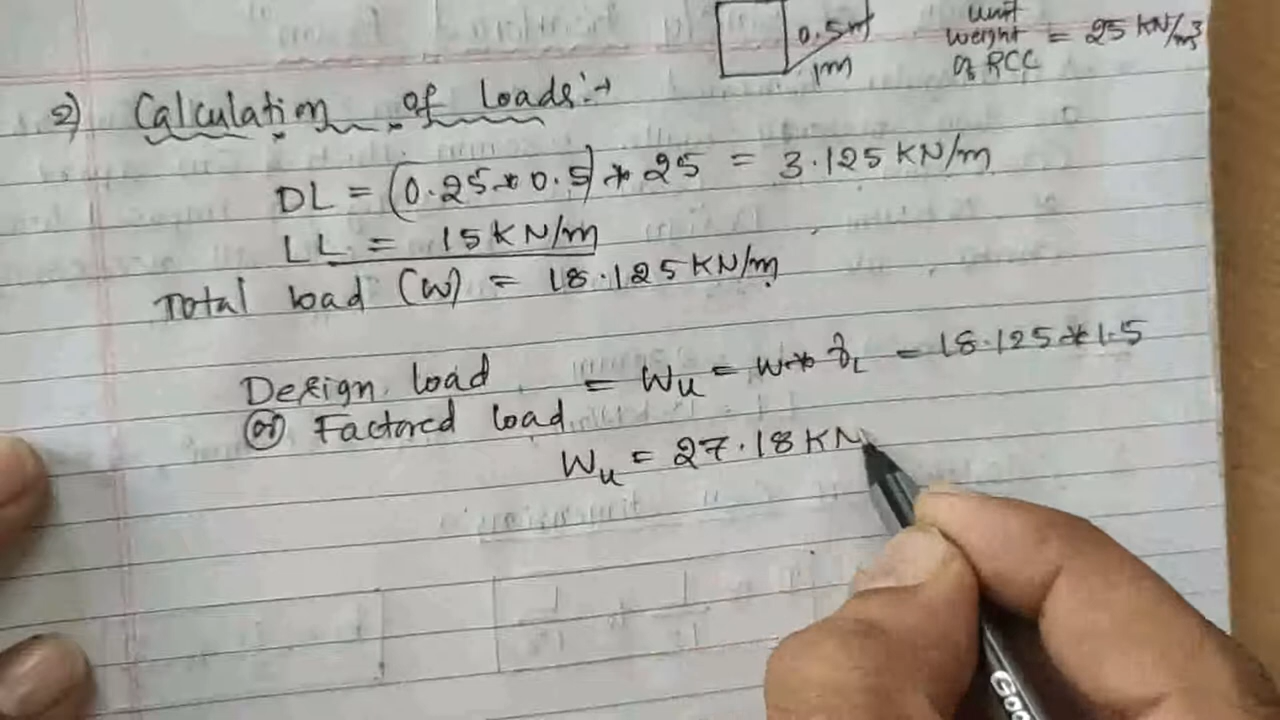 0.5m
1m
unit
weight = 25 KN/m³
of RCC
2) Calculation of loads:→
DL = (0.25*0.5) * 25 = 3.125 KN/m
LL = 15 KN/m
Total load (W) = 18.125 KN/m
Design load = Wu = W * γL = 18.125 * 1.5
(or) Factored load
Wu = 27.18 KN
Goo